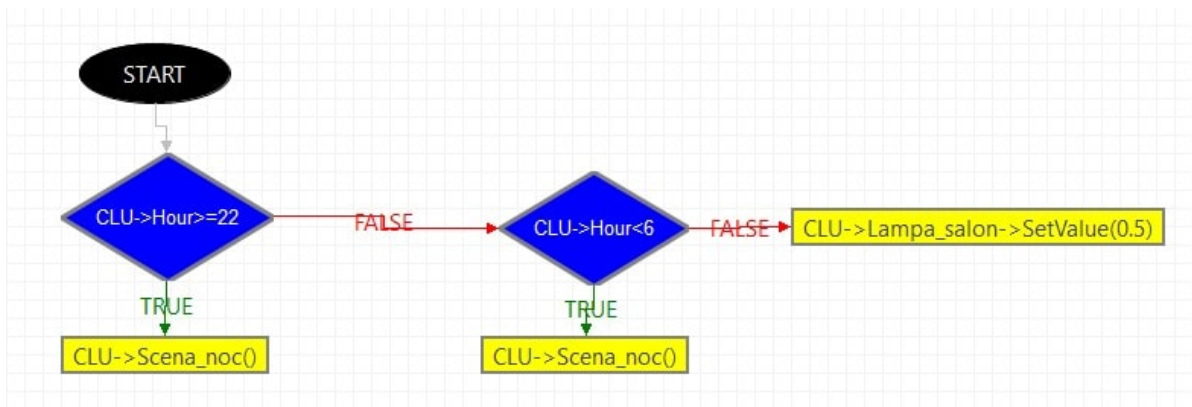 START
CLU->Hour>=22
FALSE
CLU->Hour<6
FALSE
CLU->Lampa_salon->SetValue(0.5)
TRUE
TRUE
CLU->Scena_noc()
CLU->Scena_noc()